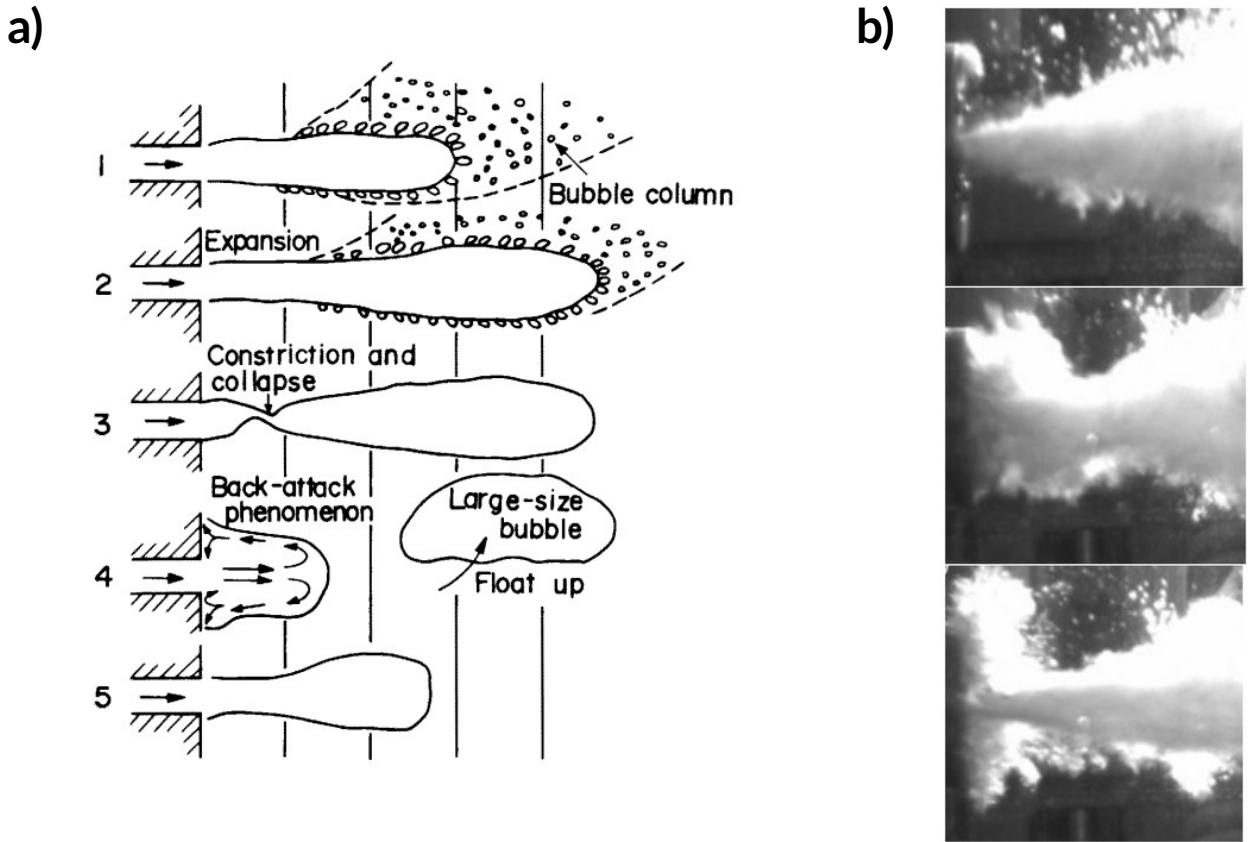 a)
b)
1
Bubble column
Expansion
2
Constriction and
collapse
3
Back-attack
phenomenon
Large-size
bubble
4
Float up
5